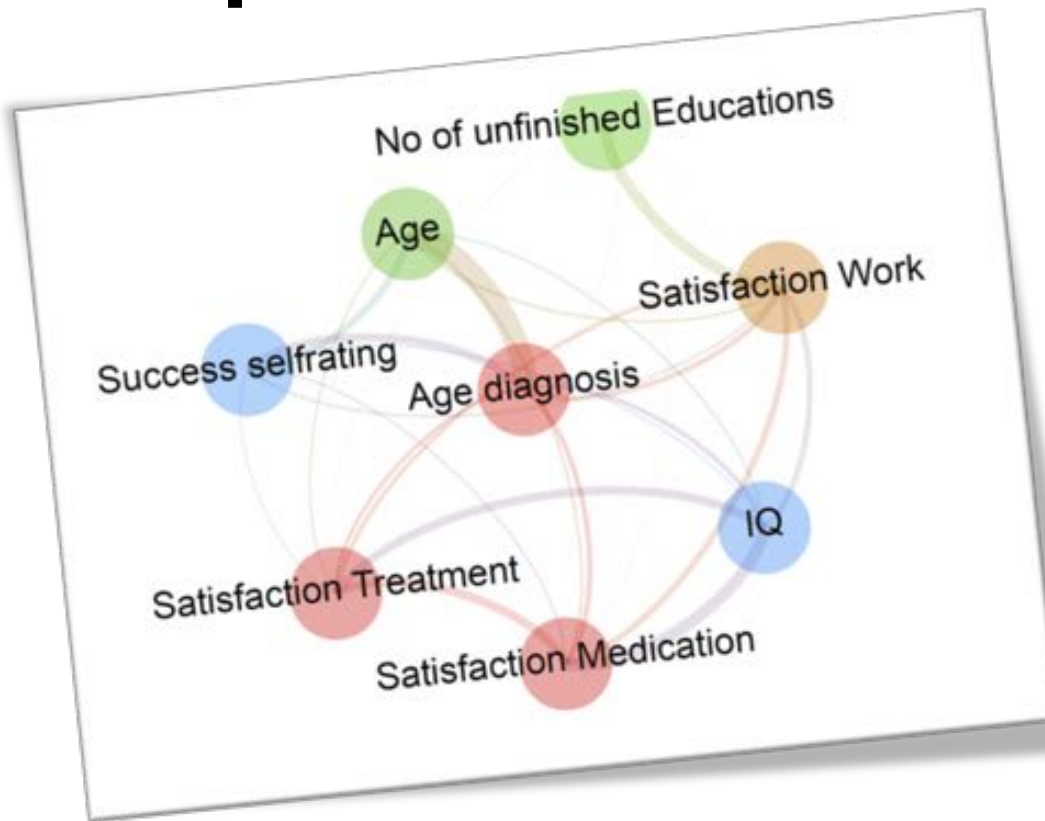 No of unfinished Educations
Age
Satisfaction Work
Success selfrating
Age diagnosis
IQ
Satisfaction Treatment
Satisfaction Medication